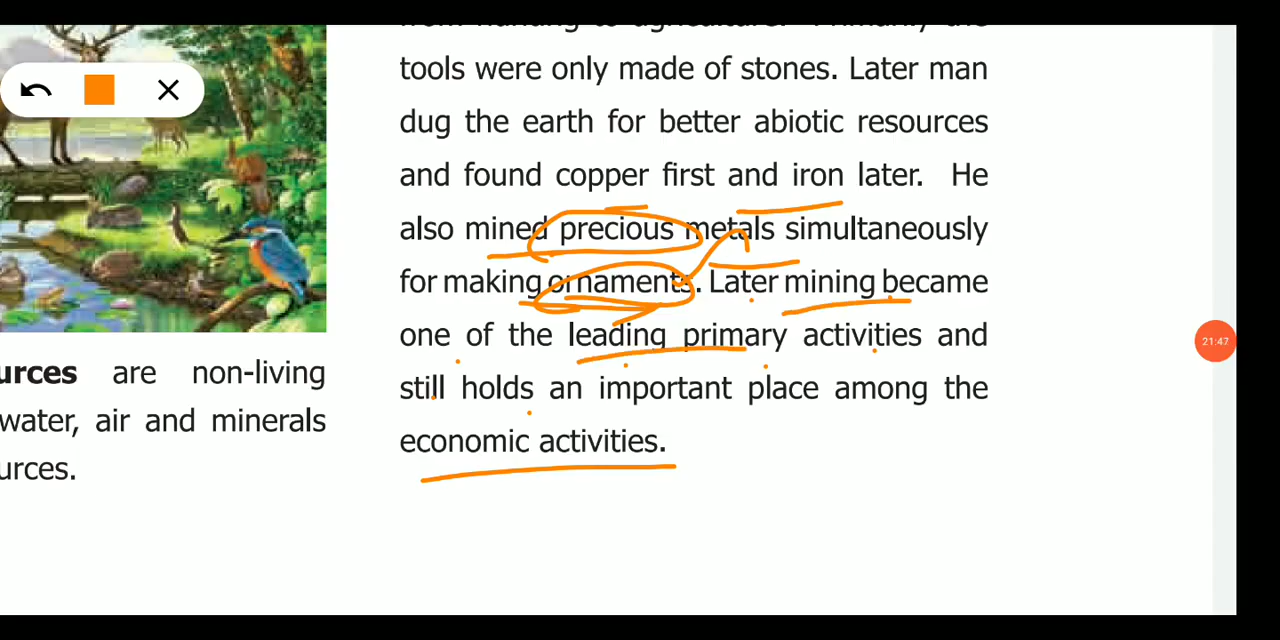 tools were only made of stones. Later man
dug the earth for better abiotic resources
and found copper first and iron later. He
also mined precious metals simultaneously
for making ornaments. Later mining became
one of the leading primary activities and
still holds an important place among the
economic activities.
urces are non-living
water, air and minerals
urces.
21:47